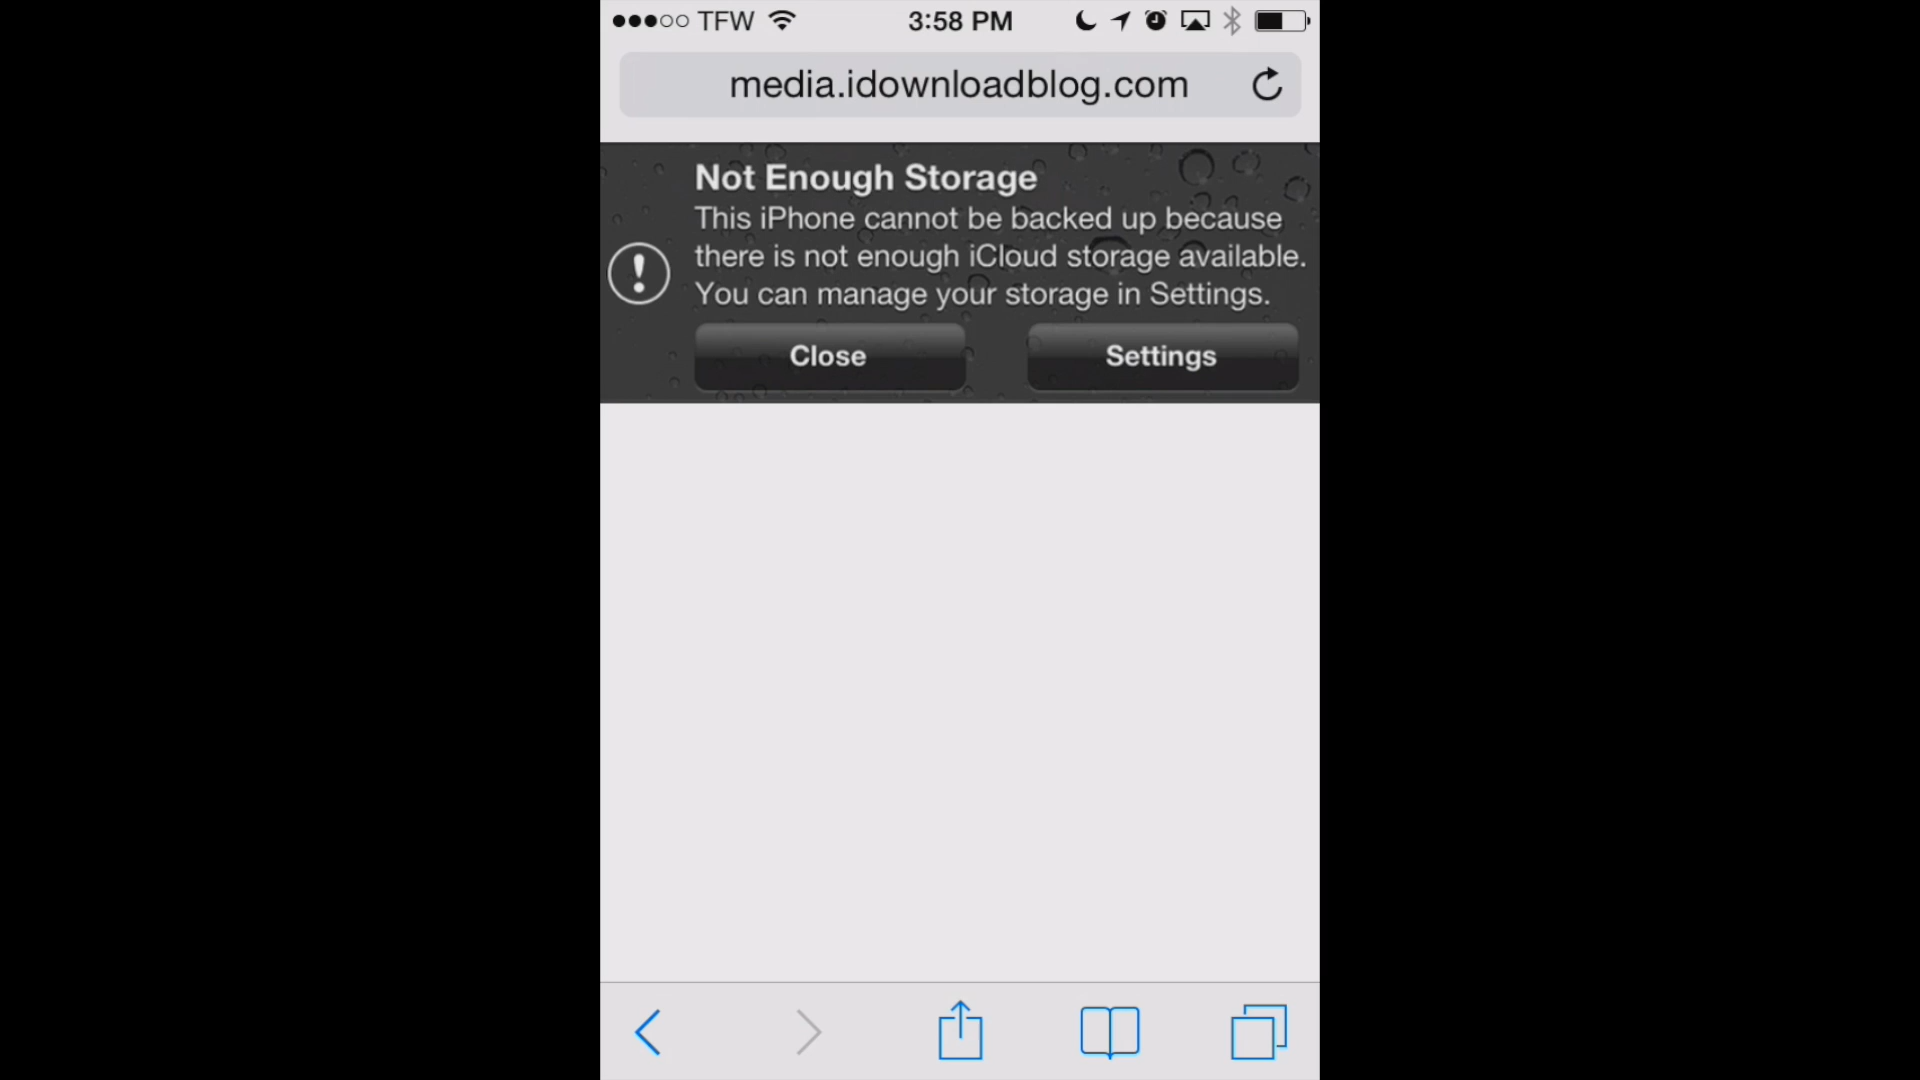 TFW 3:58 PM
media.idownloadblog.com
Not Enough Storage
This iPhone cannot be backed up because
there is not enough iCloud storage available.
You can manage your storage in Settings.
Close Settings